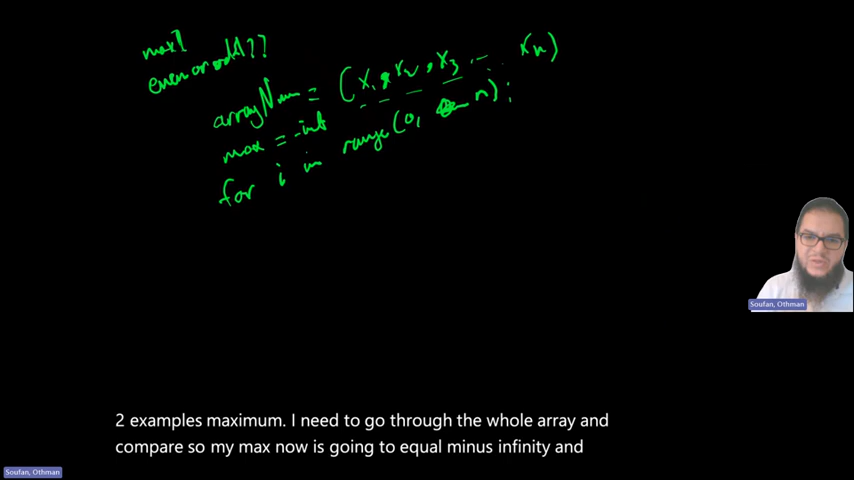 max?
even or odd??
arrayNum = (x1, x2, x3 ... xn)
max = -inf
for i in range(0, n):
Soufan, Othman
2 examples maximum. I need to go through the whole array and
compare so my max now is going to equal minus infinity and
Soufan, Othman